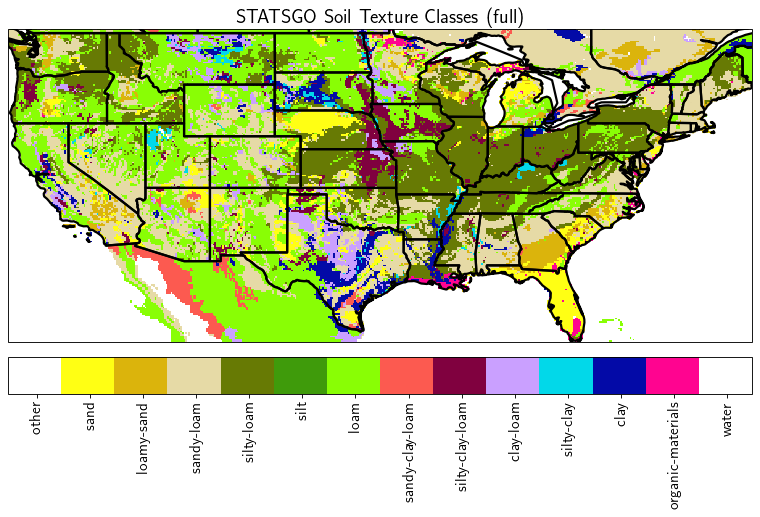 STATSGO Soil Texture Classes (full)
other
sand
loamy-sand
sandy-loam
silty-loam
silt
loam
sandy-clay-loam
silty-clay-loam
clay-loam
silty-clay
clay
organic-materials
water